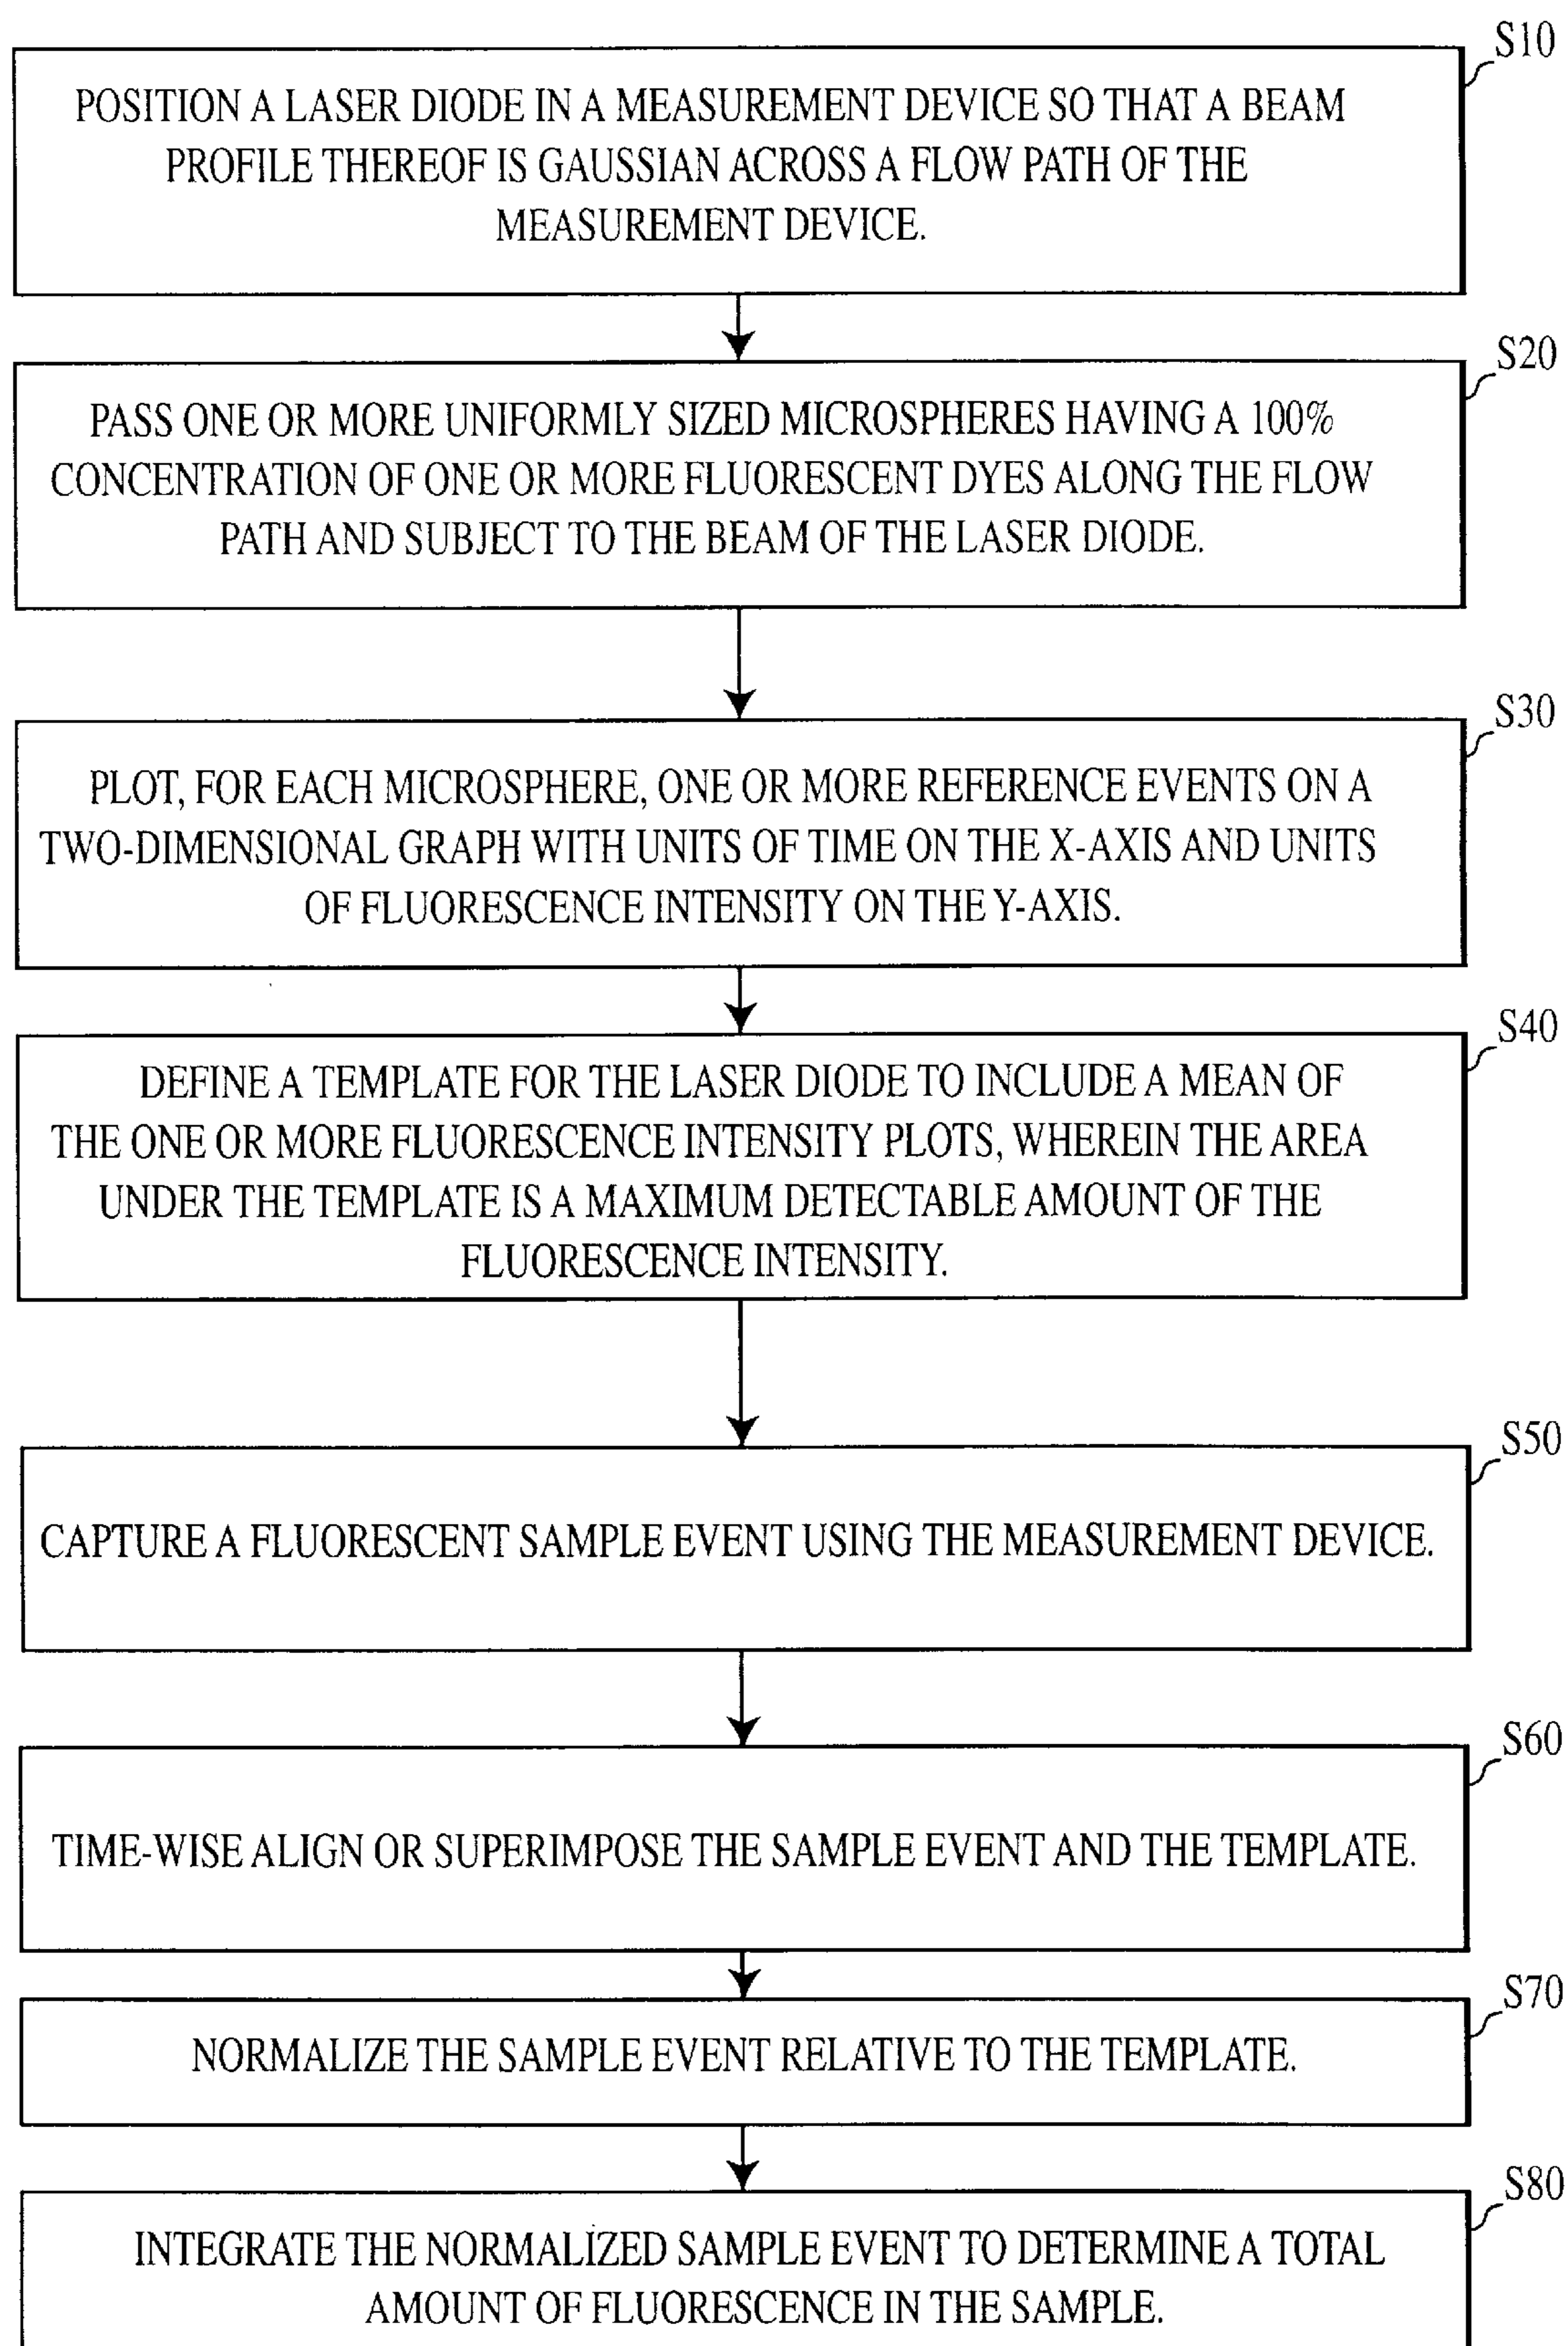 S10
POSITION A LASER DIODE IN A MEASUREMENT DEVICE SO THAT A BEAM
PROFILE THEREOF IS GAUSSIAN ACROSS A FLOW PATH OF THE
MEASUREMENT DEVICE.
S20
PASS ONE OR MORE UNIFORMLY SIZED MICROSPHERES HAVING A 100%
CONCENTRATION OF ONE OR MORE FLUORESCENT DYES ALONG THE FLOW
PATH AND SUBJECT TO THE BEAM OF THE LASER DIODE.
S30
PLOT, FOR EACH MICROSPHERE, ONE OR MORE REFERENCE EVENTS ON A
TWO-DIMENSIONAL GRAPH WITH UNITS OF TIME ON THE X-AXIS AND UNITS
OF FLUORESCENCE INTENSITY ON THE Y-AXIS.
S40
DEFINE A TEMPLATE FOR THE LASER DIODE TO INCLUDE A MEAN OF
THE ONE OR MORE FLUORESCENCE INTENSITY PLOTS, WHEREIN THE AREA
UNDER THE TEMPLATE IS A MAXIMUM DETECTABLE AMOUNT OF THE
FLUORESCENCE INTENSITY.
S50
CAPTURE A FLUORESCENT SAMPLE EVENT USING THE MEASUREMENT DEVICE.
S60
TIME-WISE ALIGN OR SUPERIMPOSE THE SAMPLE EVENT AND THE TEMPLATE.
S70
NORMALIZE THE SAMPLE EVENT RELATIVE TO THE TEMPLATE.
S80
INTEGRATE THE NORMALIZED SAMPLE EVENT TO DETERMINE A TOTAL
AMOUNT OF FLUORESCENCE IN THE SAMPLE.